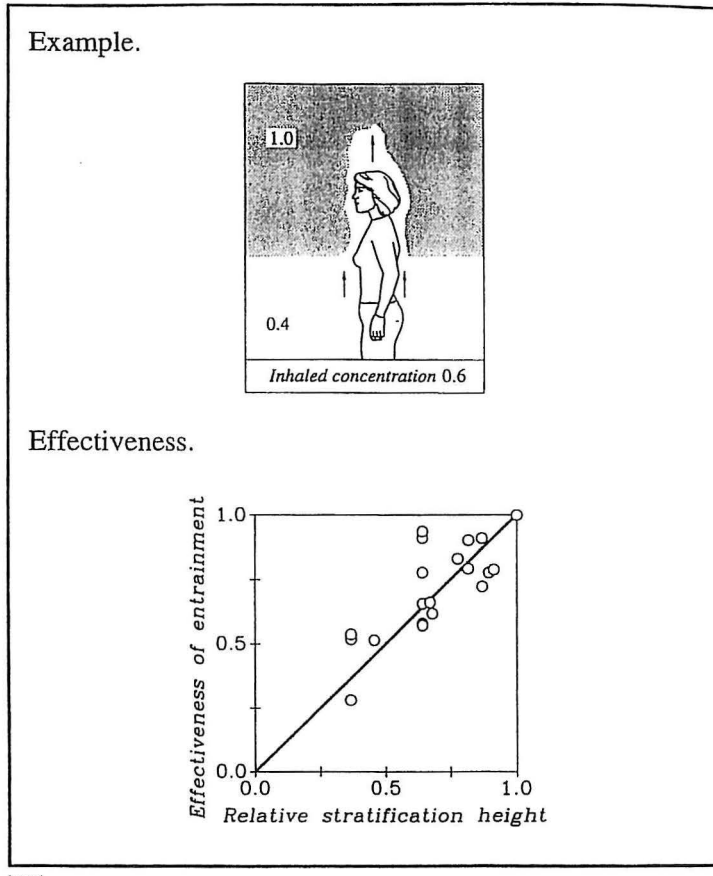 Example.
1.0
0.4
Inhaled concentration 0.6
Effectiveness.
Effectiveness of entrainment
1.0
0.5
0.0
0.0 0.5 1.0
Relative stratification height